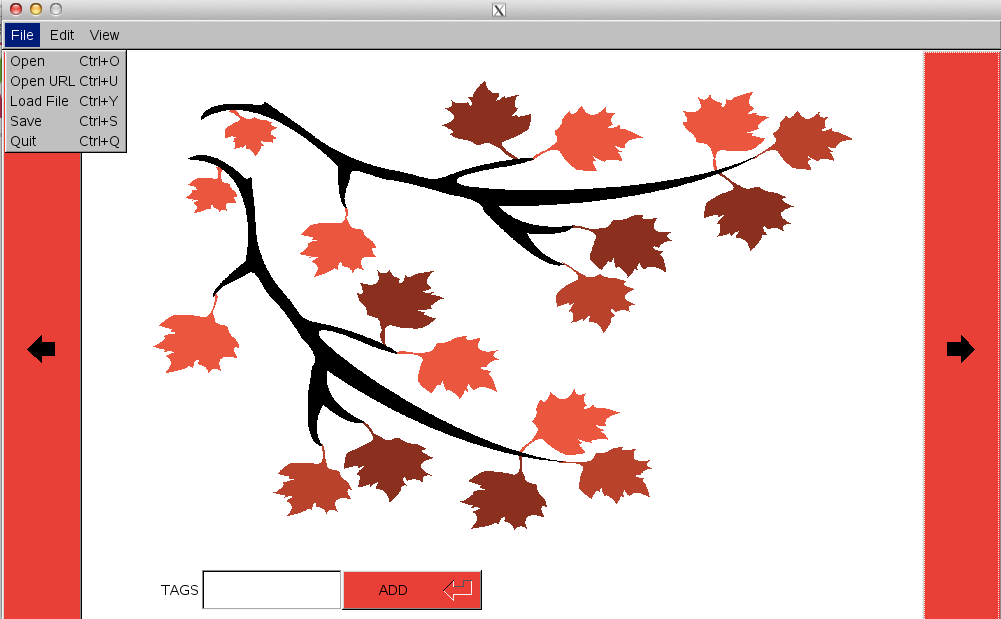 X
File Edit View
Open Ctrl+O
Open URL Ctrl+U
Load File Ctrl+Y
Save Ctrl+S
Quit Ctrl+Q
TAGS ADD